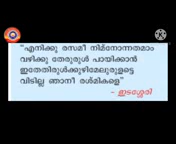 “എനിക്കു രസമീ നിമ്നോന്നതമാം
വഴിക്കു തേരുരുൾ പായിക്കാൻ
ഇതേതിരുൾക്കുഴിമേലുരുളട്ടെ
വിടില്ല ഞാനീ രശ്മികളെ"
- ഇടശ്ശേരി